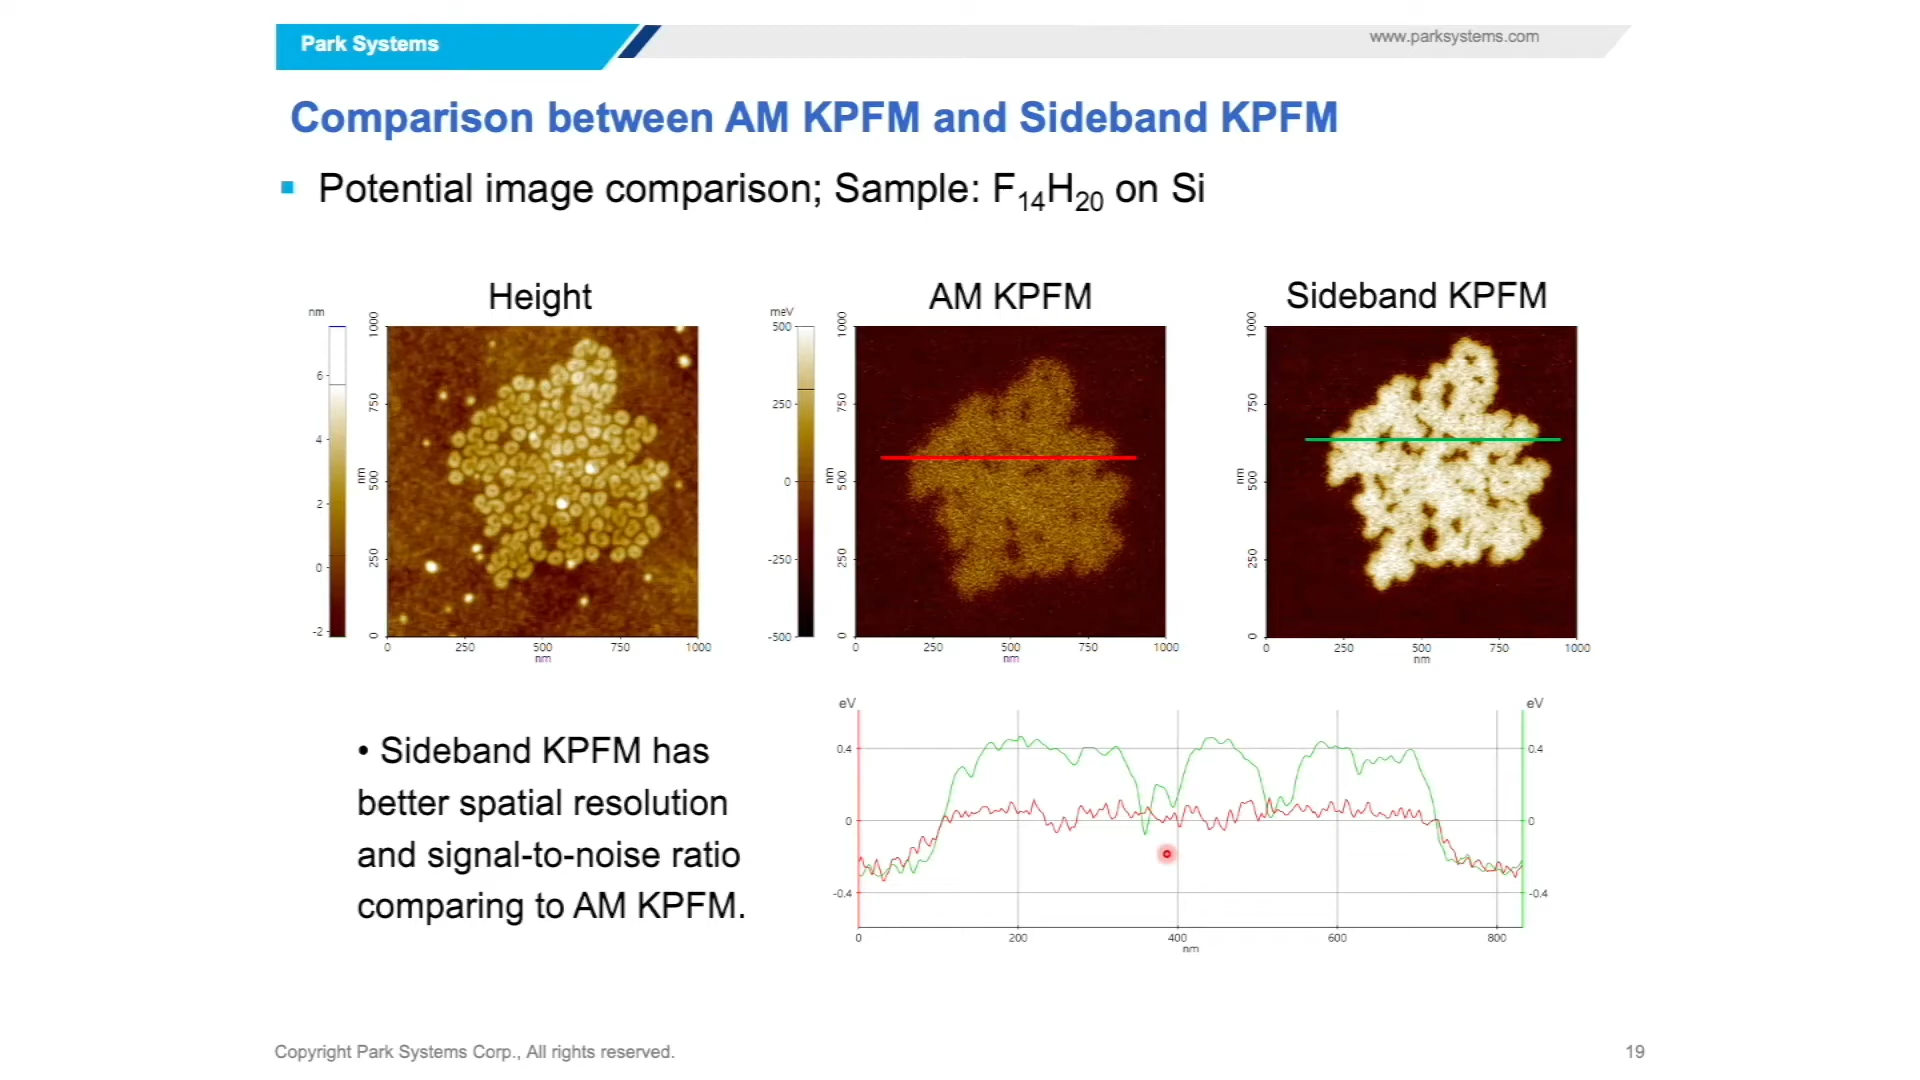 Park Systems
www.parksystems.com
Comparison between AM KPFM and Sideband KPFM
Potential image comparison; Sample: F14H20 on Si
Height
AM KPFM
Sideband KPFM
nm
6
4
2
0
-2
1000
750
500
250
0
nm
0 250 500 750 1000
nm
meV
500
250
0
-250
-500
1000
750
500
250
0
nm
0 250 500 750 1000
nm
1000
750
500
250
0
nm
0 250 500 750 1000
nm
• Sideband KPFM has
better spatial resolution
and signal-to-noise ratio
comparing to AM KPFM.
eV
eV
0.4
0
-0.4
0.4
0
-0.4
0 200 400 600 800
nm
Copyright Park Systems Corp., All rights reserved.
19